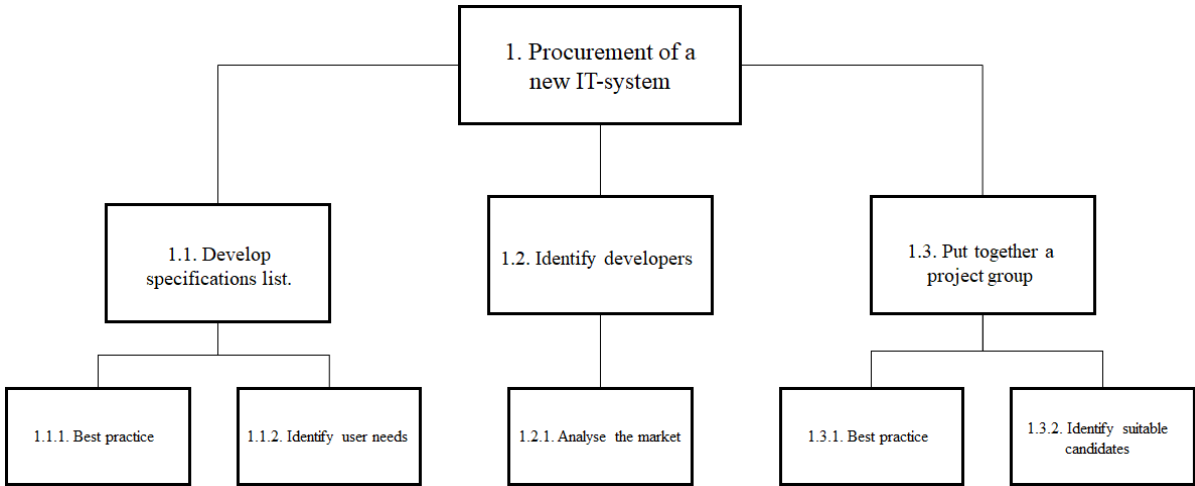 1. Procurement of a
new IT-system
1.1. Develop
specifications list.
1.2. Identify developers
1.3. Put together a
project group
1.1.1. Best practice
1.1.2. Identify user needs
1.2.1. Analyse the market
1.3.1. Best practice
1.3.2. Identify suitable
candidates